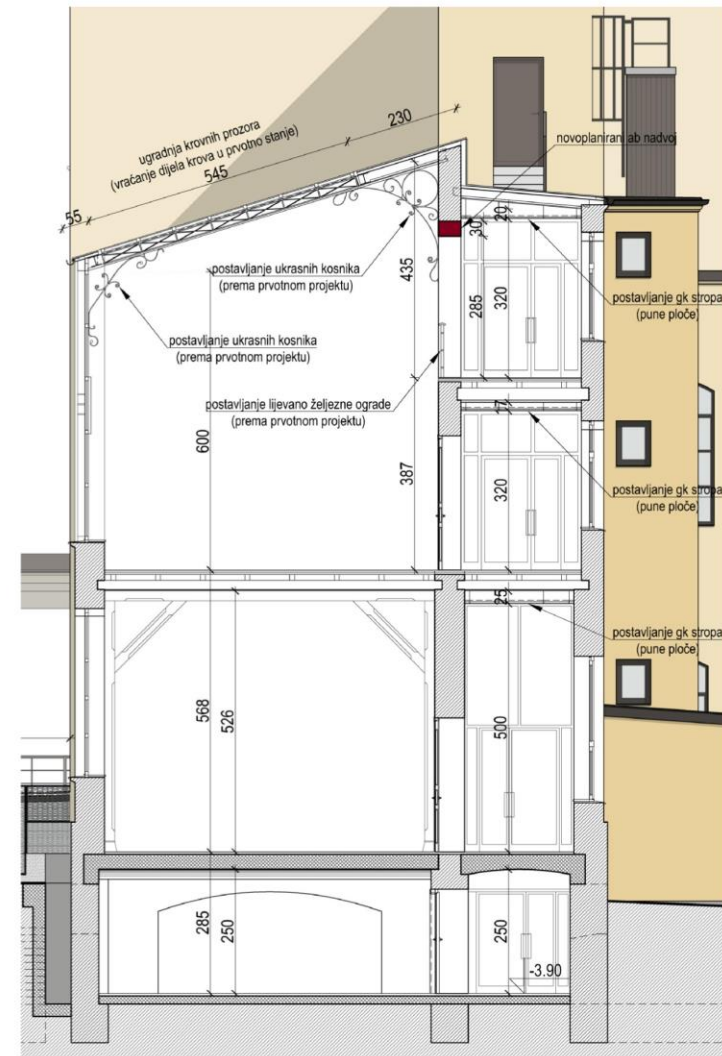 230
ugradnja krovnih prozora
(vraćanje dijela krova u prvotno stanje)
545
55
novoplanirani ab nadvoj
20
30
postavljanje ukrasnih kosnika
(prema prvotnom projektu)
435
285
320
postavljanje gk stropa
(pune ploče)
postavljanje ukrasnih kosnika
(prema prvotnom projektu)
postavljanje lijevano željezne ograde
(prema prvotnom projektu)
17
600
387
320
postavljanje gk stropa
(pune ploče)
25
postavljanje gk stropa
(pune ploče)
568
526
500
285
250
250
-3.90